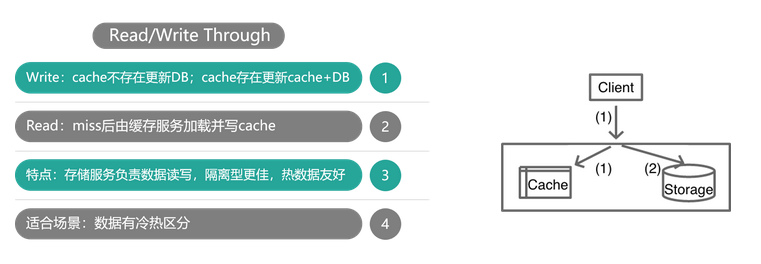 Read/Write Through
Write：cache不存在更新DB；cache存在更新cache+DB
1
Read：miss后由缓存服务加载并写cache
2
特点：存储服务负责数据读写，隔离型更佳，热数据友好
3
适合场景：数据有冷热区分
4
Client
(1)
(1)
(2)
Cache
Storage